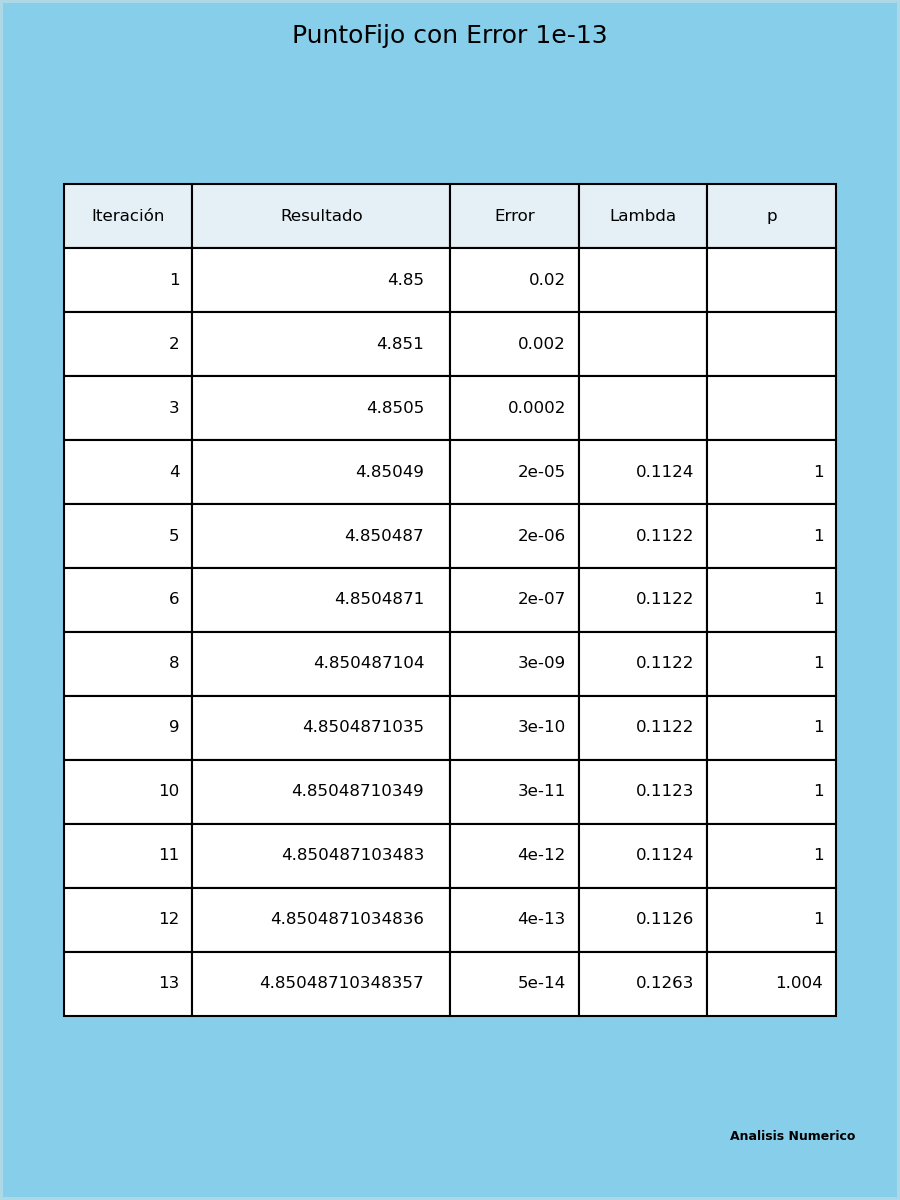 PuntoFijo con Error 1e-13
Iteración Resultado Error Lambda p
1 4.85 0.02
2 4.851 0.002
3 4.8505 0.0002
4 4.85049 2e-05 0.1124 1
5 4.850487 2e-06 0.1122 1
6 4.8504871 2e-07 0.1122 1
8 4.850487104 3e-09 0.1122 1
9 4.8504871035 3e-10 0.1122 1
10 4.85048710349 3e-11 0.1123 1
11 4.850487103483 4e-12 0.1124 1
12 4.8504871034836 4e-13 0.1126 1
13 4.85048710348357 5e-14 0.1263 1.004
Analisis Numerico